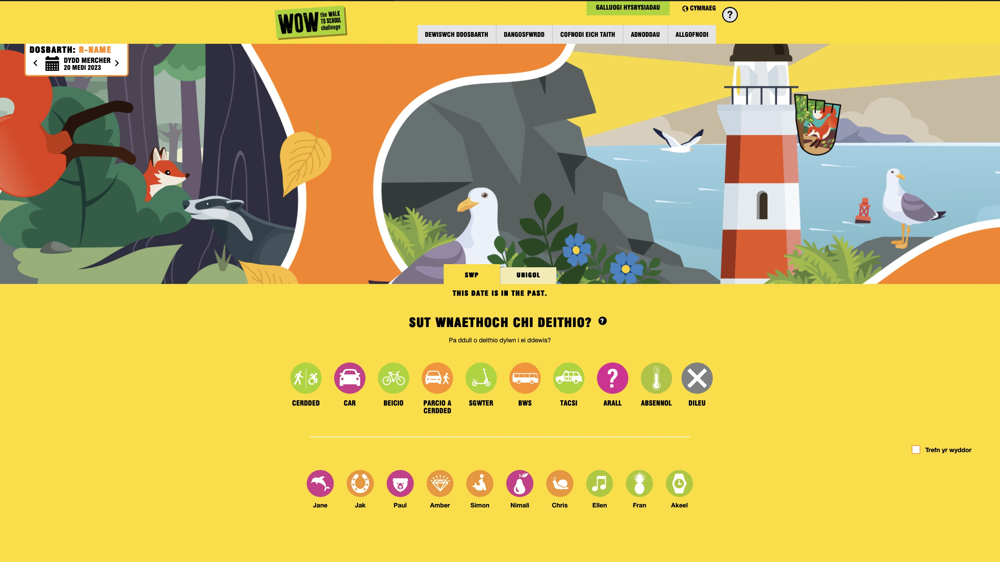 WOW the WALK
TO SCHOOL
challenge
GALLUOGI HYSBYSIADAU
CYMRAEG
?
DEWISWCH DDOSBARTH
DANGOSFWRDD
COFNODI EICH TAITH
ADNODDAU
ALLGOFNODI
DOSBARTH: R-NAME
DYDD MERCHER
20 MEDI 2023
SWP
UNIGOL
THIS DATE IS IN THE PAST.
SUT WNAETHOCH CHI DEITHIO? ?
Pa ddull o deithio dylwn i ei ddewis?
TAXI
?
CERDDED
CAR
BEICIO
PARCIO A
CERDDED
SGWTER
BWS
TACSI
ARALL
ABSENNOL
DILEU
Trefn yr wyddor
Jane
Jak
Paul
Amber
Simon
Nimali
Chris
Ellen
Fran
Akeel